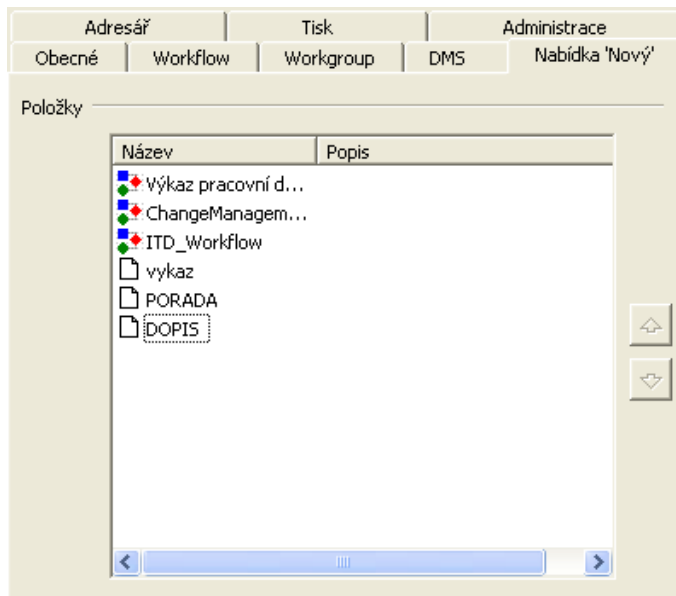 Adresář Tisk Administrace
Obecné Workflow Workgroup DMS Nabídka 'Nový'
Položky
Název Popis
Výkaz pracovní d...
ChangeManagem...
ITD_Workflow
vykaz
PORADA
DOPIS